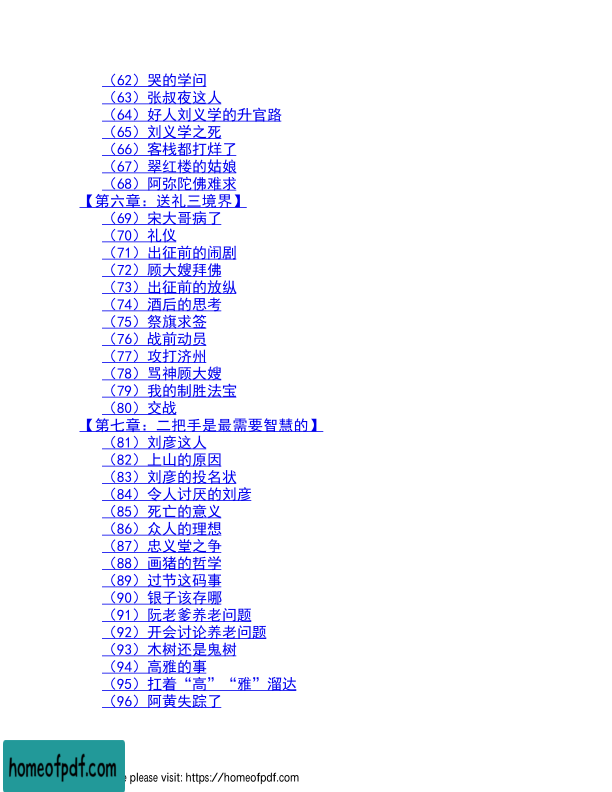 （62）哭的学问
（63）张叔夜这人
（64）好人刘义学的升官路
（65）刘义学之死
（66）客栈都打烊了
（67）翠红楼的姑娘
（68）阿弥陀佛难求
【第六章：送礼三境界】
（69）宋大哥病了
（70）礼仪
（71）出征前的闹剧
（72）顾大嫂拜佛
（73）出征前的放纵
（74）酒后的思考
（75）祭旗求签
（76）战前动员
（77）攻打济州
（78）骂神顾大嫂
（79）我的制胜法宝
（80）交战
【第七章：二把手是最需要智慧的】
（81）刘彦这人
（82）上山的原因
（83）刘彦的投名状
（84）令人讨厌的刘彦
（85）死亡的意义
（86）众人的理想
（87）忠义堂之争
（88）画猪的哲学
（89）过节这码事
（90）银子该存哪
（91）阮老爹养老问题
（92）开会讨论养老问题
（93）木树还是鬼树
（94）高雅的事
（95）扛着“高”“雅”溜达
（96）阿黄失踪了
homeofpdf.com
e please visit: https://homeofpdf.com